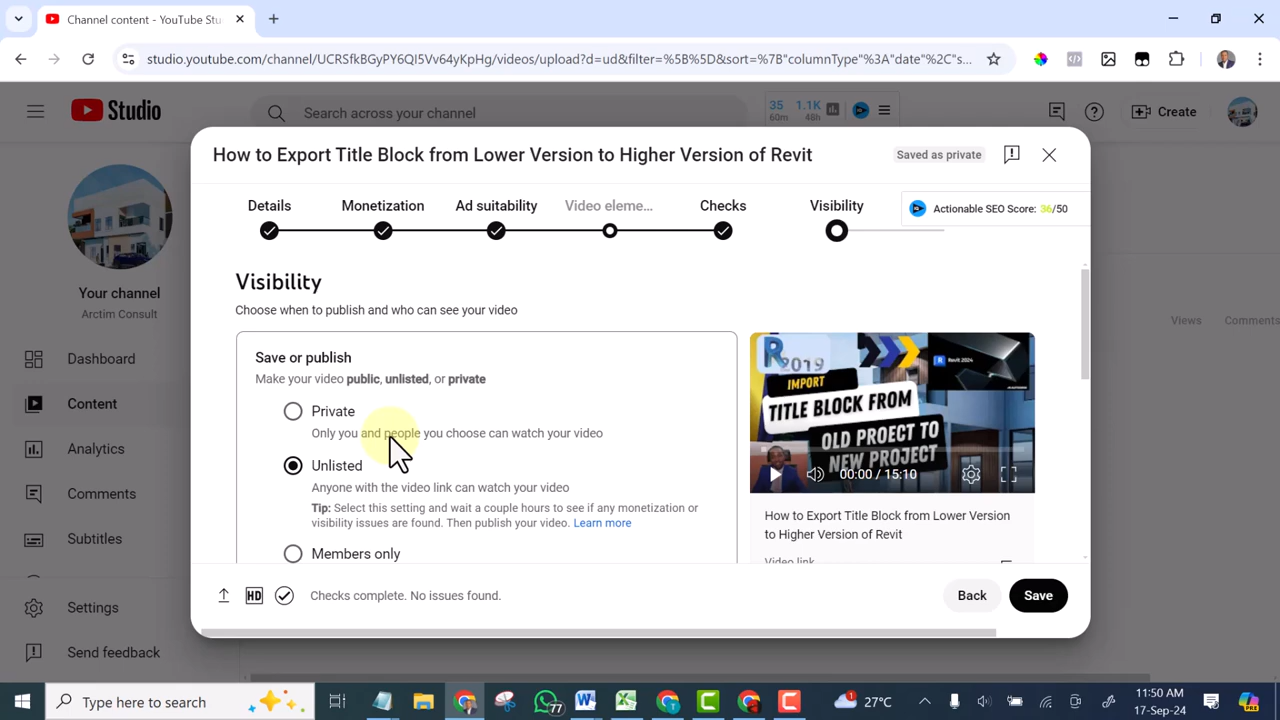 Channel content - YouTube Stu
studio.youtube.com/channel/UCRSfkBGyPY6QI5Vv64yKpHg/videos/upload?d=ud&filter=%5B%5D&sort=%7B"columnType"%3A"date"%2C"s...
Studio
Search across your channel
35
60m
1.1K
48h
Create
How to Export Title Block from Lower Version to Higher Version of Revit
Saved as private
Details
Monetization
Ad suitability
Video eleme...
Checks
Visibility
Actionable SEO Score: 36/50
Your channel
Arctim Consult
Dashboard
Content
Analytics
Comments
Subtitles
Settings
Send feedback
Views
Comments
Visibility
Choose when to publish and who can see your video
Save or publish
Make your video public, unlisted, or private
Private
Only you and people you choose can watch your video
Unlisted
Anyone with the video link can watch your video
Tip: Select this setting and wait a couple hours to see if any monetization or
visibility issues are found. Then publish your video. Learn more
Members only
R 2019
R Revit 2024
IMPORT
TITLE BLOCK FROM
OLD PROECT TO
NEW PROJECT
00:00 / 15:10
How to Export Title Block from Lower Version
to Higher Version of Revit
Video link
HD
Checks complete. No issues found.
Back
Save
Type here to search
77
27°C
11:50 AM
17-Sep-24